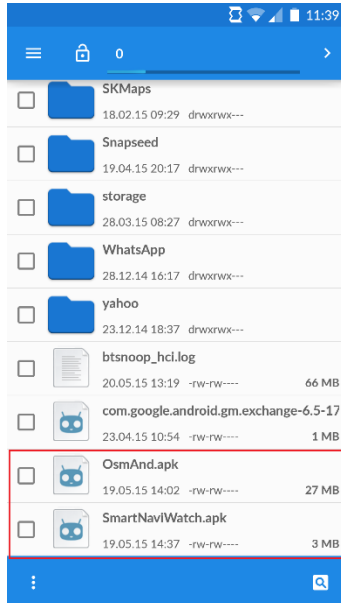 11:39
0
SKMaps
18.02.15 09:29 drwxrwx---
Snapseed
19.04.15 20:17 drwxrwx---
storage
28.03.15 08:27 drwxrwx---
WhatsApp
28.12.14 16:17 drwxrwx---
yahoo
23.12.14 18:37 drwxrwx---
btsnoop_hci.log
20.05.15 13:19 -rw-rw---- 66 MB
com.google.android.gm.exchange-6.5-17
23.04.15 10:54 -rw-rw---- 1 MB
OsmAnd.apk
19.05.15 14:02 -rw-rw---- 27 MB
SmartNaviWatch.apk
19.05.15 14:37 -rw-rw---- 3 MB